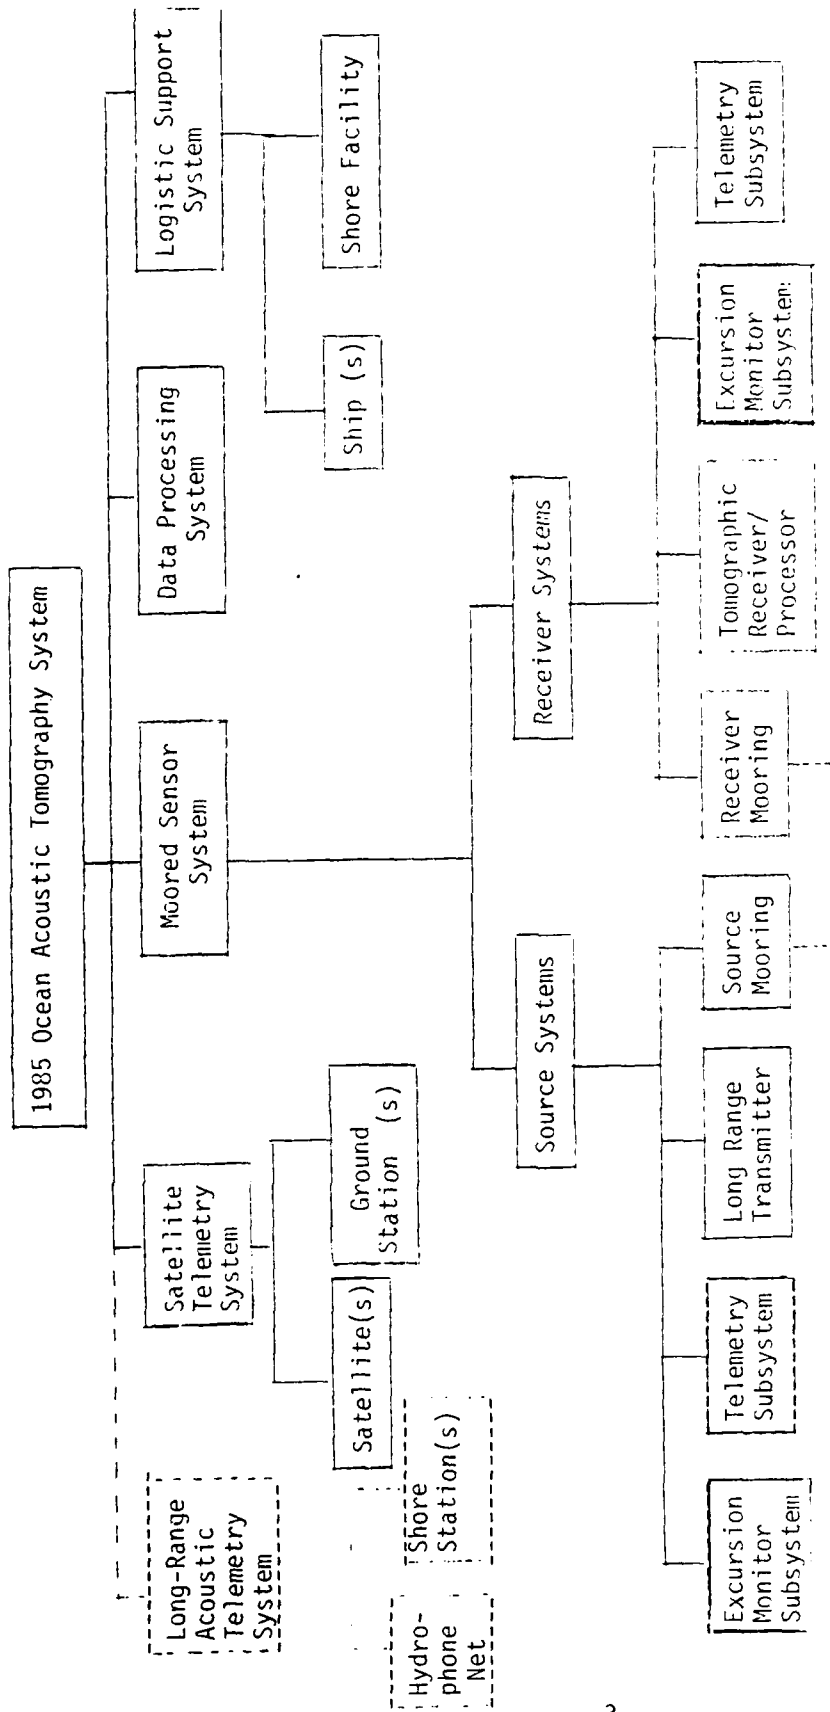 1985 Ocean Acoustic Tomography System
Long-Range
Acoustic
Telemetry
System
Satellite
Telemetry
System
Moored Sensor
System
Data Processing
System
Logistic Support
System
Hydro-
phone
Net
Shore
Station(s)
Satellite(s)
Ground
Station (s)
Ship (s)
Shore Facility
Source Systems
Receiver Systems
Excursion
Monitor
Subsystem
Telemetry
Subsystem
Long Range
Transmitter
Source
Mooring
Receiver
Mooring
Tomographic
Receiver/
Processor
Excursion
Monitor
Subsystem
Telemetry
Subsystem